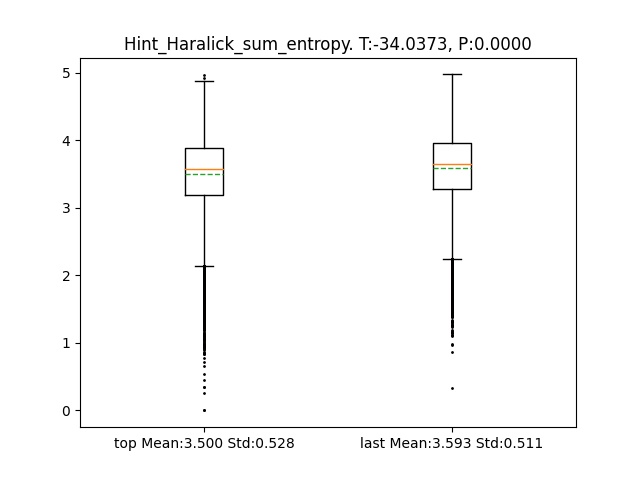 Hint_Haralick_sum_entropy. T:-34.0373, P:0.0000
5
4
3
2
1
0
top Mean:3.500 Std:0.528
last Mean:3.593 Std:0.511